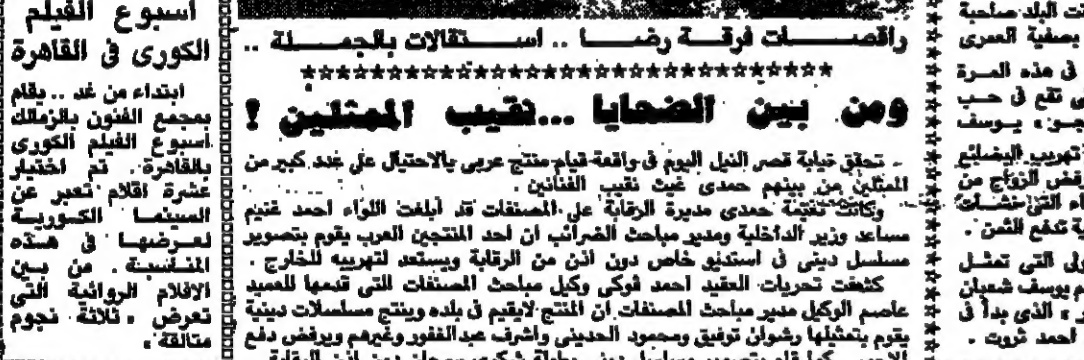 ت البلد صاحبة
بصفية العمرى
فى هذه المرة
تقع فى حب
يوسف
تهريب البضائع
رفض الزواج من
ة تدفع الثمن .
ولى التى تمثل
م يوسف شعبان
الذى بدأ فى
احمد ثروت .
راقصات فرقة رضا .. استقالات بالجملة ..
ومن بين الضحايا ... نقيب الممثلين !
- تحقق نيابة قصر النيل اليوم فى واقعة قيام منتج عربى بالاحتيال على عدد كبير من
الممثلين من بينهم حمدى غيث نقيب الفنانين .
وكانت نعيمة حمدى مديرة الرقابة على المصنفات قد أبلغت اللواء احمد غنيم
مساعد وزير الداخلية ومدير مباحث الضرائب ان احد المنتجين العرب يقوم بتصوير
مسلسل دينى فى استديو خاص دون اذن من الرقابة ويستعد لتهريبه للخارج .
كشفت تحريات العقيد احمد فوكى وكيل مباحث المصنفات التى قدمها للعميد
عاصم الوكيل مدير مباحث المصنفات ان المنتج لايقيم فى بلده وينتج مسلسلات دينية
يقوم بتمثيلها رشوان توفيق ومحمود الحدينى واشرف عبدالغفور وغيرهم ويرفض دفع
اسبوع الفيلم
الكورى فى القاهرة
ابتداء من غد .. يقام
بمجمع الفنون بالزمالك
اسبوع الفيلم الكورى
بالقاهرة . تم اختيار
عشرة افلام تعبر عن
السينما الكورية
لعرضها فى هذه
المناسبة . من بين
الافلام الروائية التى
تعرض « ثلاثة نجوم
متألقة »